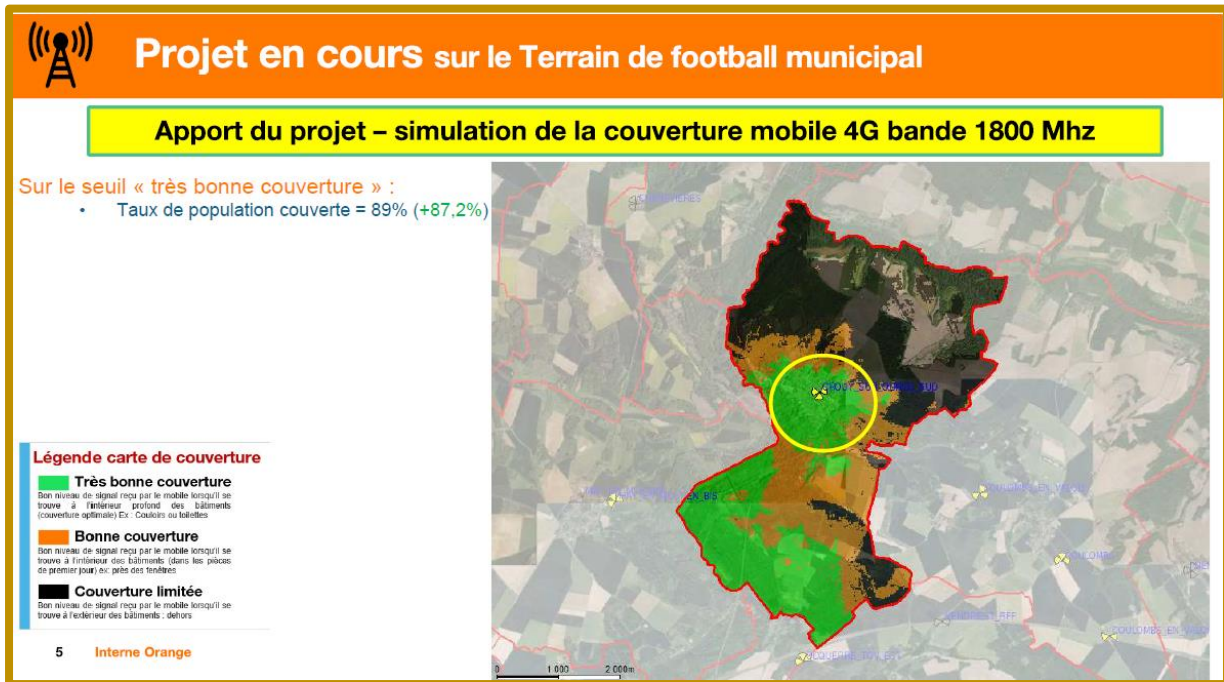 Projet en cours sur le Terrain de football municipal
Apport du projet – simulation de la couverture mobile 4G bande 1800 Mhz
Sur le seuil « très bonne couverture » :
• Taux de population couverte = 89% (+87,2%)
Légende carte de couverture
Très bonne couverture
Bon niveau de signal reçu par le mobile lorsqu'il se
trouve à l'intérieur profond des bâtiments
(couverture optimale) Ex : Couloirs ou toilettes
Bonne couverture
Bon niveau de signal reçu par le mobile lorsqu'il se
trouve à l'intérieur des bâtiments (dans les pièces
de premier jour) ex: près des fenêtres
Couverture limitée
Bon niveau de signal reçu par le mobile lorsqu'il se
trouve à l'extérieur des bâtiments : dehors
COULOMBS_EN_VALOIS
COULOMBS
0 1 000 2 000m
5 Interne Orange